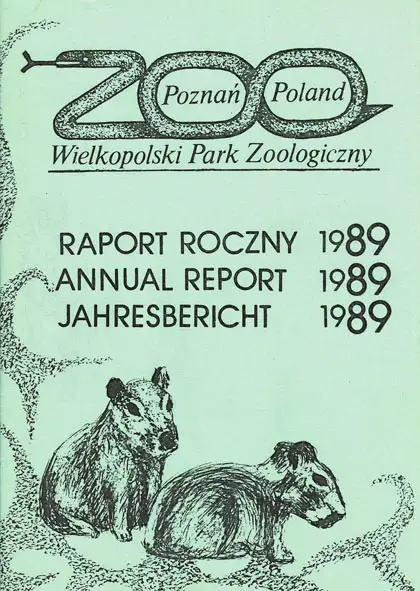 ZOO
Poznań Poland
Wielkopolski Park Zoologiczny
RAPORT ROCZNY 1989
ANNUAL REPORT 1989
JAHRESBERICHT 1989